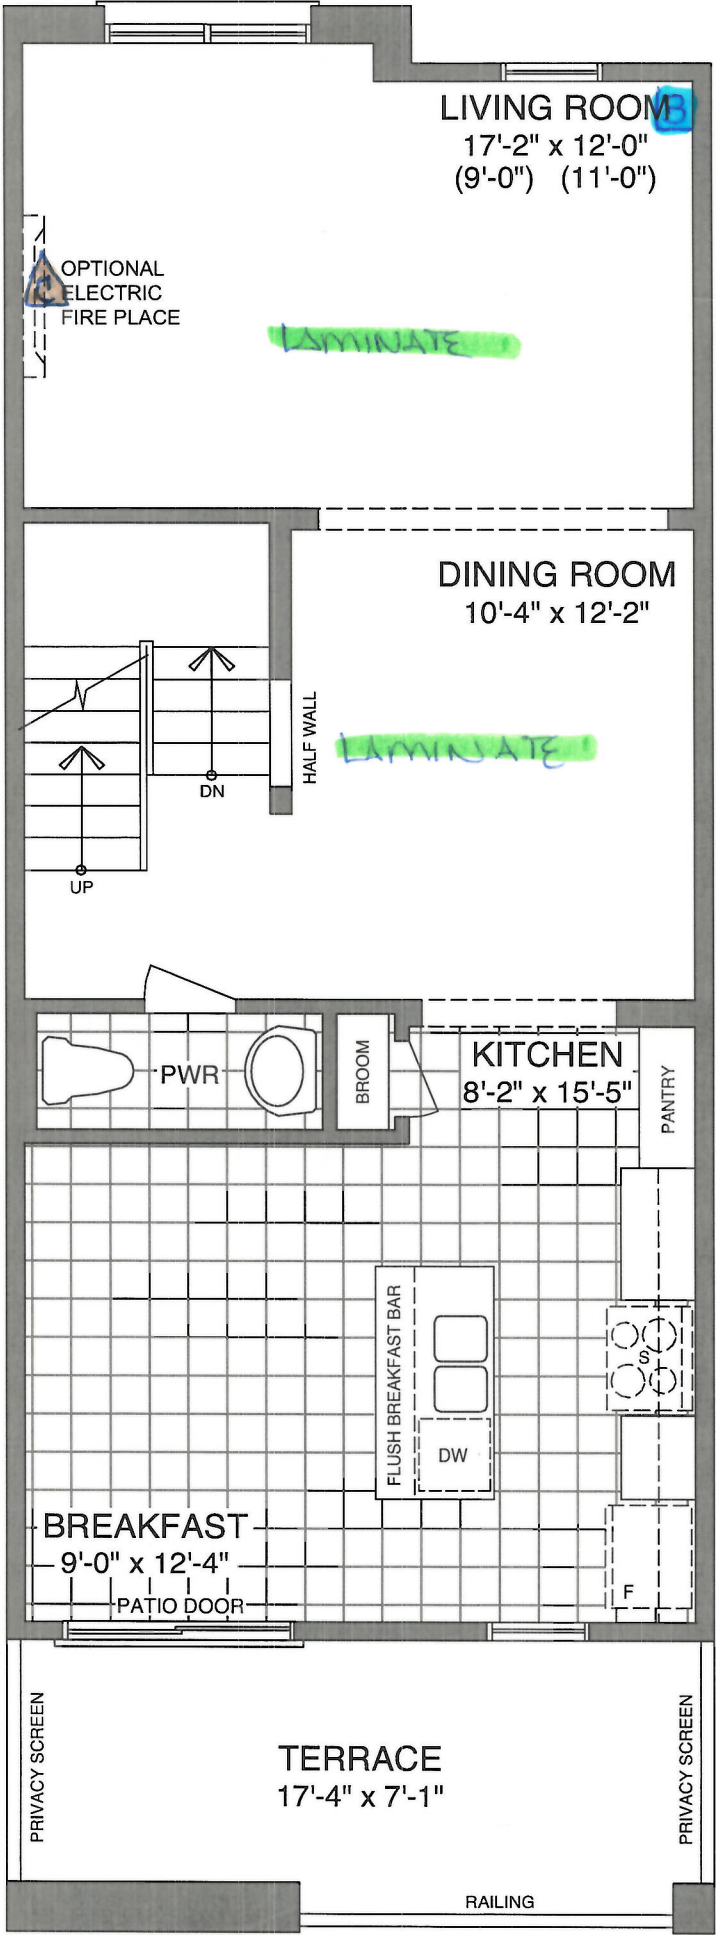 LIVING ROOM
B
17'-2" x 12'-0"
(9'-0") (11'-0")
OPTIONAL
ELECTRIC
FIRE PLACE
C
LAMINATE
DINING ROOM
10'-4" x 12'-2"
HALF WALL
LAMINATE
DN
UP
PWR
BROOM
KITCHEN
8'-2" x 15'-5"
PANTRY
FLUSH BREAKFAST BAR
S
DW
BREAKFAST
9'-0" x 12'-4"
F
PATIO DOOR
PRIVACY SCREEN
TERRACE
17'-4" x 7'-1"
PRIVACY SCREEN
RAILING